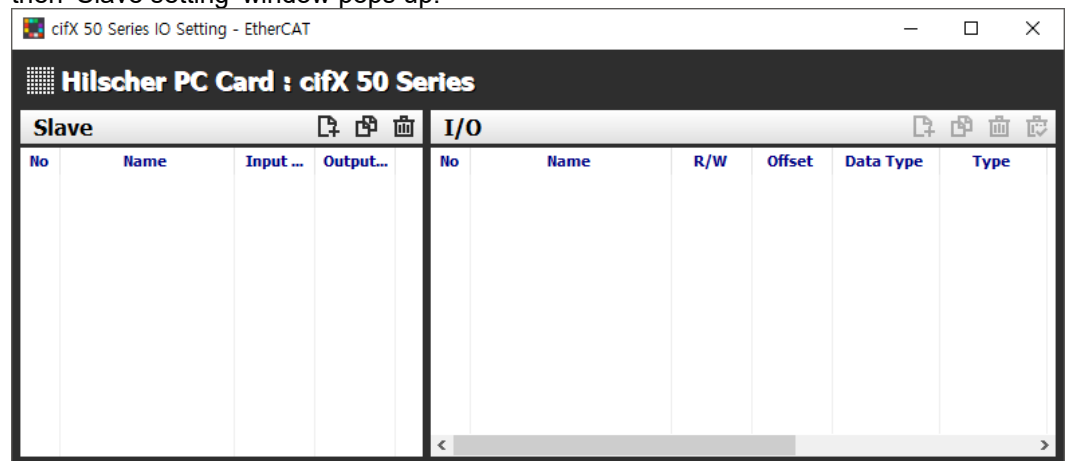 then 'Slave setting' window pops up.
cifX 50 Series IO Setting - EtherCAT
Hilscher PC Card : cifX 50 Series
Slave
I/O
No Name Input ... Output...
No Name R/W Offset Data Type Type